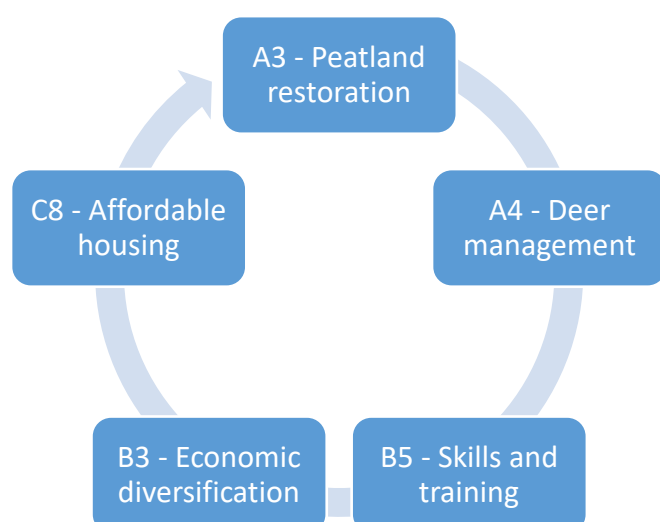 A3 - Peatland
restoration
A4 - Deer
management
B5 - Skills and
training
B3 - Economic
diversification
C8 - Affordable
housing